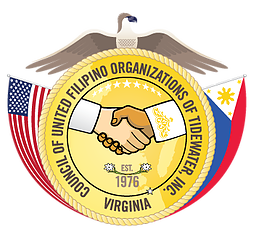 COUNCIL OF UNITED FILIPINO ORGANIZATIONS OF TIDEWATER, INC.
EST.
1976
VIRGINIA